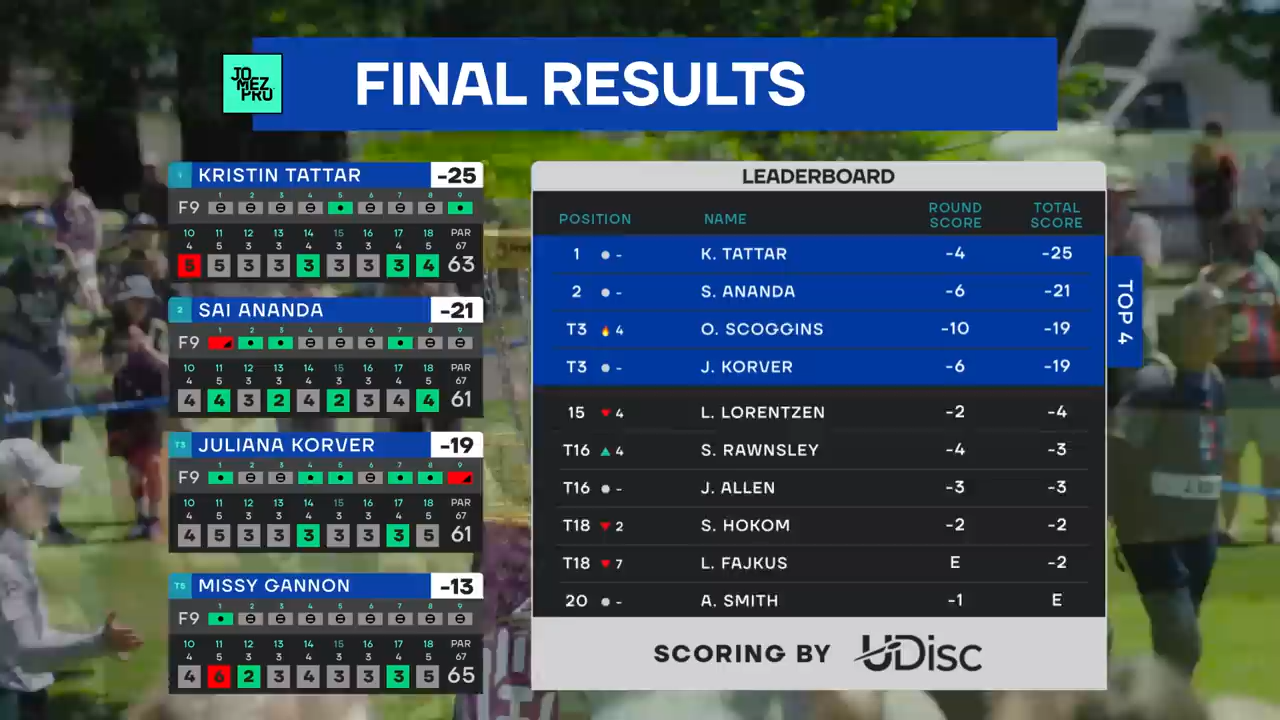 JOMEZ PRO
FINAL RESULTS
1 KRISTIN TATTAR -25
1 2 3 4 5 6 7 8 9
F9
10 11 12 13 14 15 16 17 18 PAR
4 5 3 3 4 3 3 4 5 67
5 5 3 3 3 3 3 3 4 63
2 SAI ANANDA -21
1 2 3 4 5 6 7 8 9
F9
10 11 12 13 14 15 16 17 18 PAR
4 5 3 3 4 3 3 4 5 67
4 4 3 2 4 2 3 4 4 61
T3 JULIANA KORVER -19
1 2 3 4 5 6 7 8 9
F9
10 11 12 13 14 15 16 17 18 PAR
4 5 3 3 4 3 3 4 5 67
4 5 3 3 3 3 3 3 5 61
T5 MISSY GANNON -13
1 2 3 4 5 6 7 8 9
F9
10 11 12 13 14 15 16 17 18 PAR
4 5 3 3 4 3 3 4 5 67
4 6 2 3 4 3 3 3 5 65
LEADERBOARD
POSITION NAME ROUND SCORE TOTAL SCORE
1 - K. TATTAR -4 -25
2 - S. ANANDA -6 -21
T3 4 O. SCOGGINS -10 -19
T3 - J. KORVER -6 -19
TOP 4
15 4 L. LORENTZEN -2 -4
T16 4 S. RAWNSLEY -4 -3
T16 - J. ALLEN -3 -3
T18 2 S. HOKOM -2 -2
T18 7 L. FAJKUS E -2
20 - A. SMITH -1 E
SCORING BY UDisc